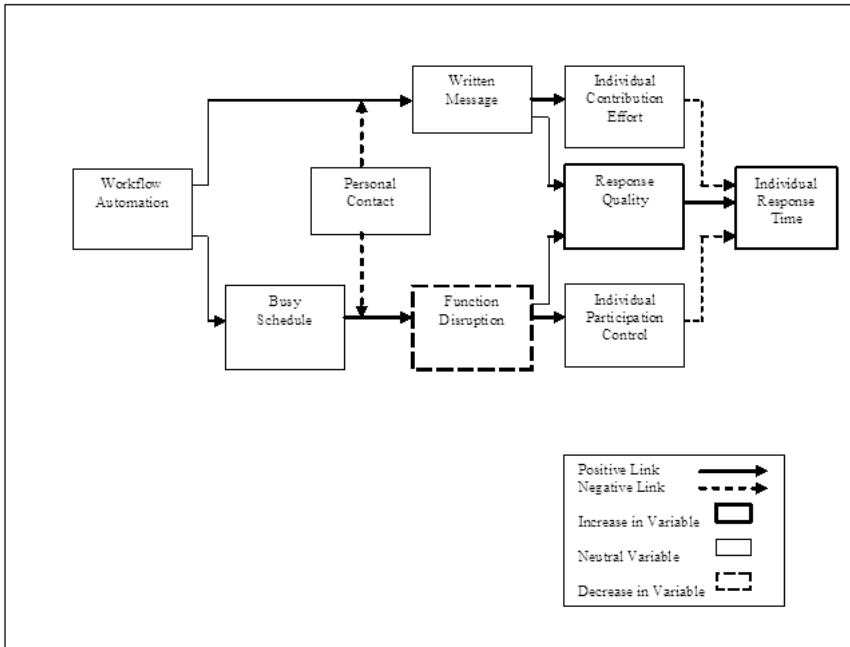 Written
Message
Individual
Contribution
Effort
Workflow
Automation
Personal
Contact
Response
Quality
Individual
Response
Time
Busy
Schedule
Function
Disruption
Individual
Participation
Control
Positive Link
Negative Link
Increase in Variable
Neutral Variable
Decrease in Variable